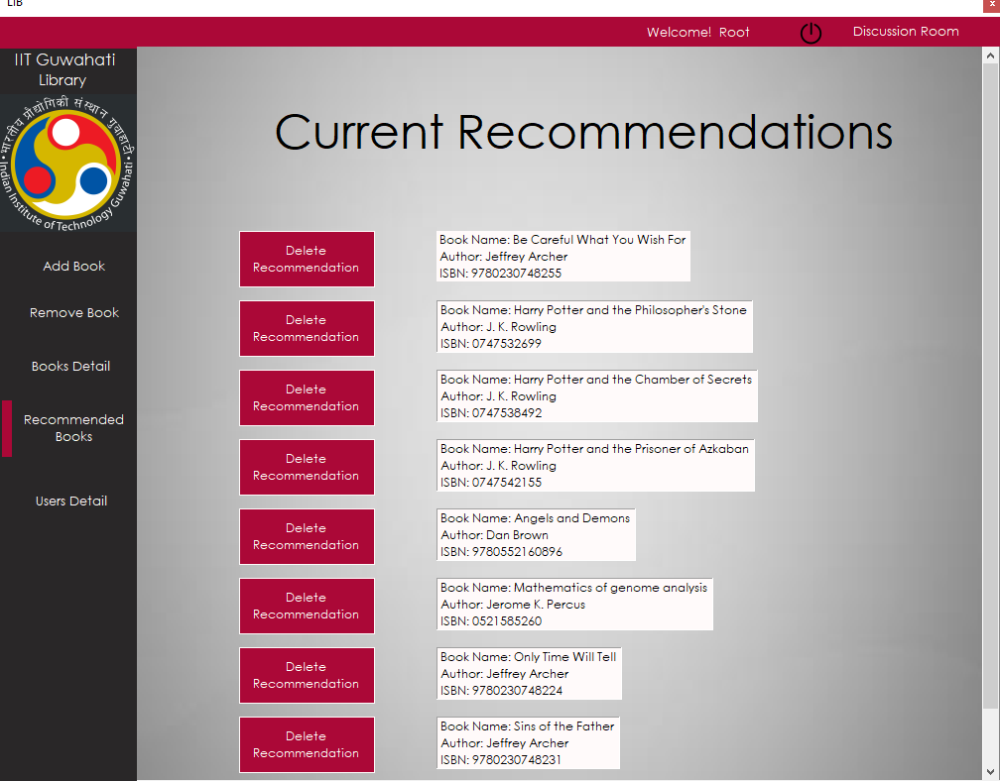 LIB
x
Welcome! Root
Discussion Room
IIT Guwahati
Library
भारतीय प्रौद्योगिकी संस्थान गुवाहाटी
Indian Institute of Technology Guwahati
Add Book
Remove Book
Books Detail
Recommended
Books
Users Detail
Current Recommendations
Delete
Recommendation
Book Name: Be Careful What You Wish For
Author: Jeffrey Archer
ISBN: 9780230748255
Delete
Recommendation
Book Name: Harry Potter and the Philosopher's Stone
Author: J. K. Rowling
ISBN: 0747532699
Delete
Recommendation
Book Name: Harry Potter and the Chamber of Secrets
Author: J. K. Rowling
ISBN: 0747538492
Delete
Recommendation
Book Name: Harry Potter and the Prisoner of Azkaban
Author: J. K. Rowling
ISBN: 0747542155
Delete
Recommendation
Book Name: Angels and Demons
Author: Dan Brown
ISBN: 9780552160896
Delete
Recommendation
Book Name: Mathematics of genome analysis
Author: Jerome K. Percus
ISBN: 0521585260
Delete
Recommendation
Book Name: Only Time Will Tell
Author: Jeffrey Archer
ISBN: 9780230748224
Delete
Recommendation
Book Name: Sins of the Father
Author: Jeffrey Archer
ISBN: 9780230748231